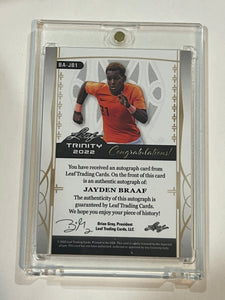 BA-JB1
Leaf
TRINITY
2022
Congratulations!
You have received an autograph card from
Leaf Trading Cards. On the front of this card
is an authentic autograph of:
JAYDEN BRAAF
The authenticity of this autograph is
guaranteed by Leaf Trading Cards.
We hope you enjoy your piece of history!
Brian Gray, President
Leaf Trading Cards, LLC
Leaf